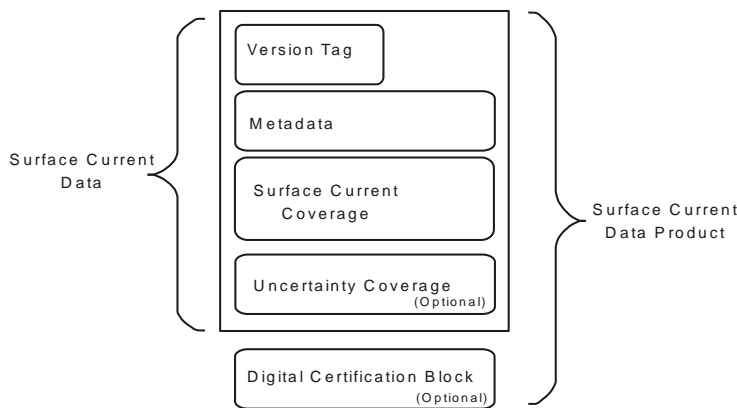 Version Tag
Metadata
Surface Current
Data
Surface Current
Coverage
Surface Current
Data Product
Uncertainty Coverage
(Optional)
Digital Certification Block
(Optional)